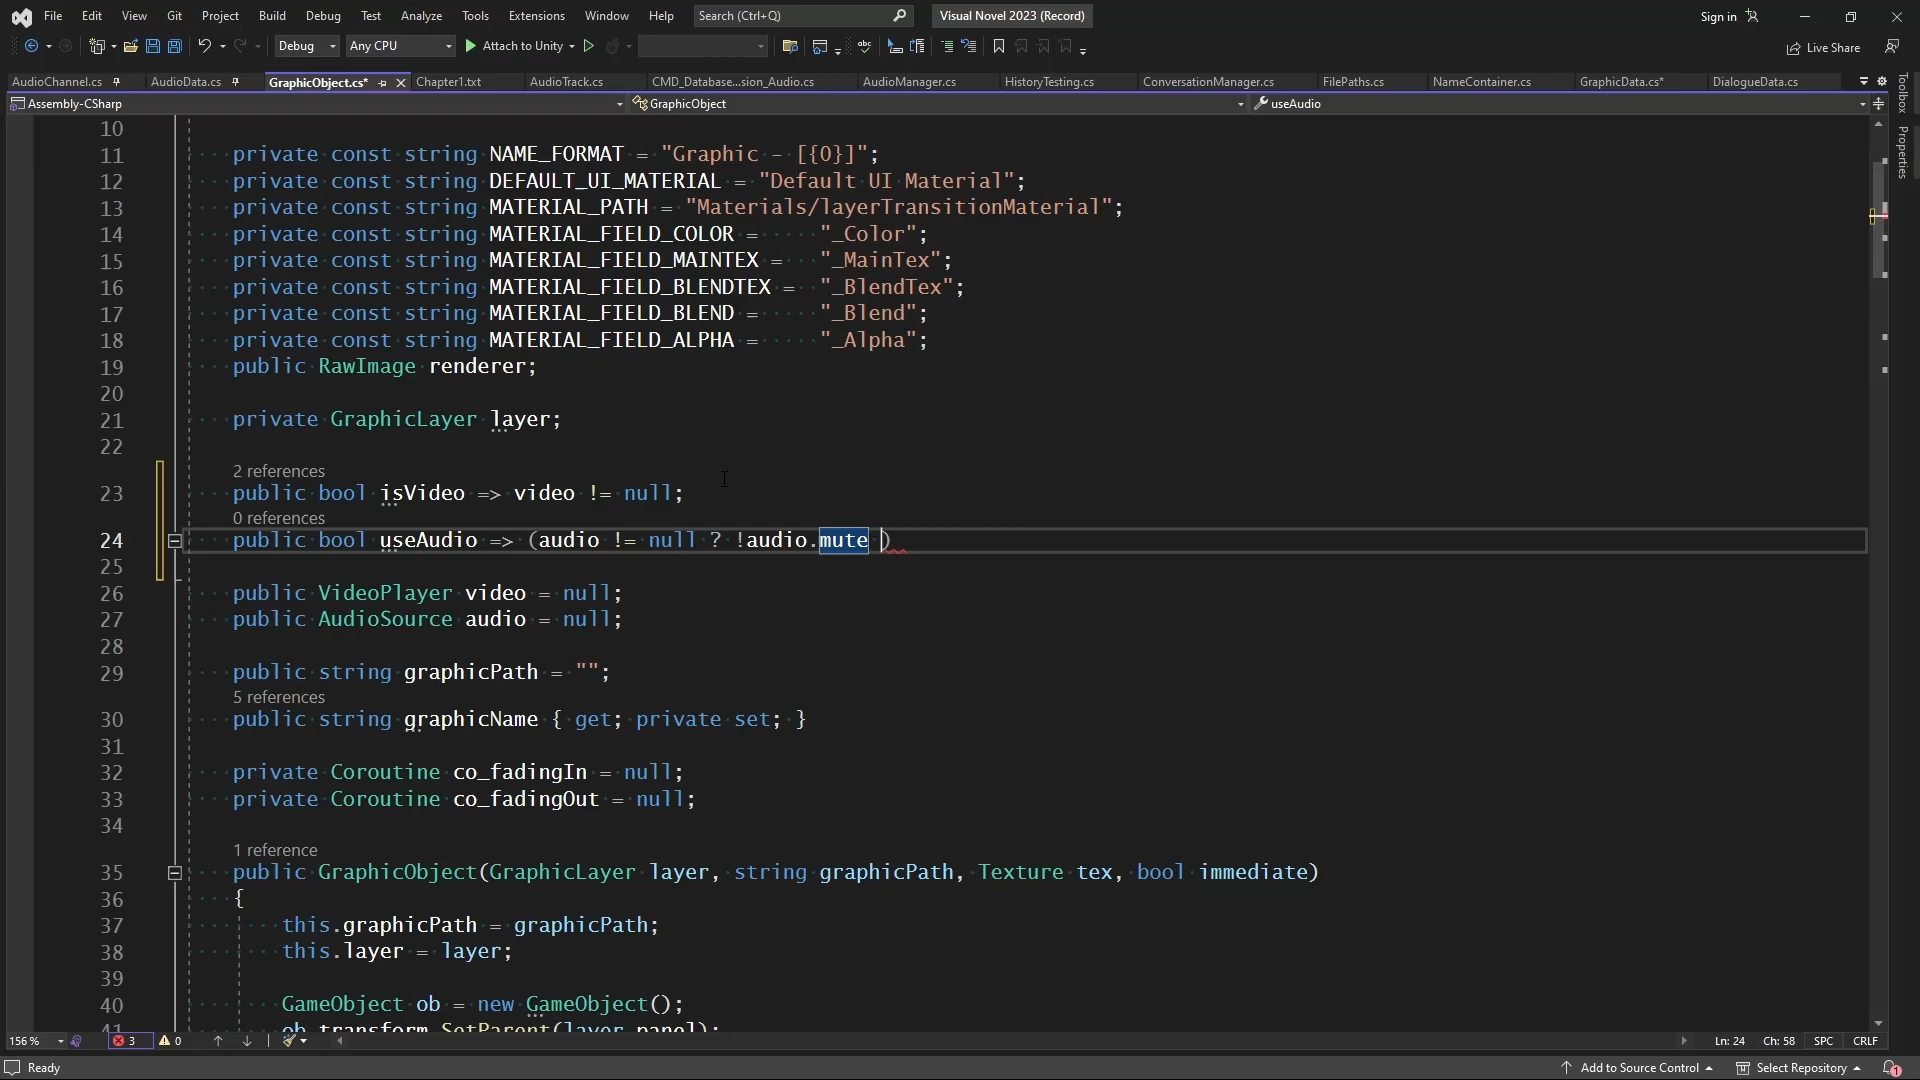 File Edit View Git Project Build Debug Test Analyze Tools Extensions Window Help Search (Ctrl+Q) Visual Novel 2023 (Record) Sign in
Debug Any CPU Attach to Unity Live Share
AudioChannel.cs AudioData.cs GraphicObject.cs* Chapter1.txt AudioTrack.cs CMD_Database...sion_Audio.cs AudioManager.cs HistoryTesting.cs ConversationManager.cs FilePaths.cs NameContainer.cs GraphicData.cs* DialogueData.cs
Assembly-CSharp GraphicObject useAudio
Toolbox
Properties
10
11 private const string NAME_FORMAT = "Graphic - [{0}]";
12 private const string DEFAULT_UI_MATERIAL = "Default UI Material";
13 private const string MATERIAL_PATH = "Materials/layerTransitionMaterial";
14 private const string MATERIAL_FIELD_COLOR = "_Color";
15 private const string MATERIAL_FIELD_MAINTEX = "_MainTex";
16 private const string MATERIAL_FIELD_BLENDTEX = "_BlendTex";
17 private const string MATERIAL_FIELD_BLEND = "_Blend";
18 private const string MATERIAL_FIELD_ALPHA = "_Alpha";
19 public RawImage renderer;
20
21 private GraphicLayer layer;
22
2 references
23 public bool isVideo => video != null;
0 references
24 public bool useAudio => (audio != null ? !audio.mute )
25
26 public VideoPlayer video = null;
27 public AudioSource audio = null;
28
29 public string graphicPath = "";
5 references
30 public string graphicName { get; private set; }
31
32 private Coroutine co_fadingIn = null;
33 private Coroutine co_fadingOut = null;
34
1 reference
35 public GraphicObject(GraphicLayer layer, string graphicPath, Texture tex, bool immediate)
36 {
37 this.graphicPath = graphicPath;
38 this.layer = layer;
39
40 GameObject ob = new GameObject();
41 ob.transform.SetParent(layer.panel);
156 % 3 0 Ln: 24 Ch: 58 SPC CRLF
Ready Add to Source Control Select Repository 1